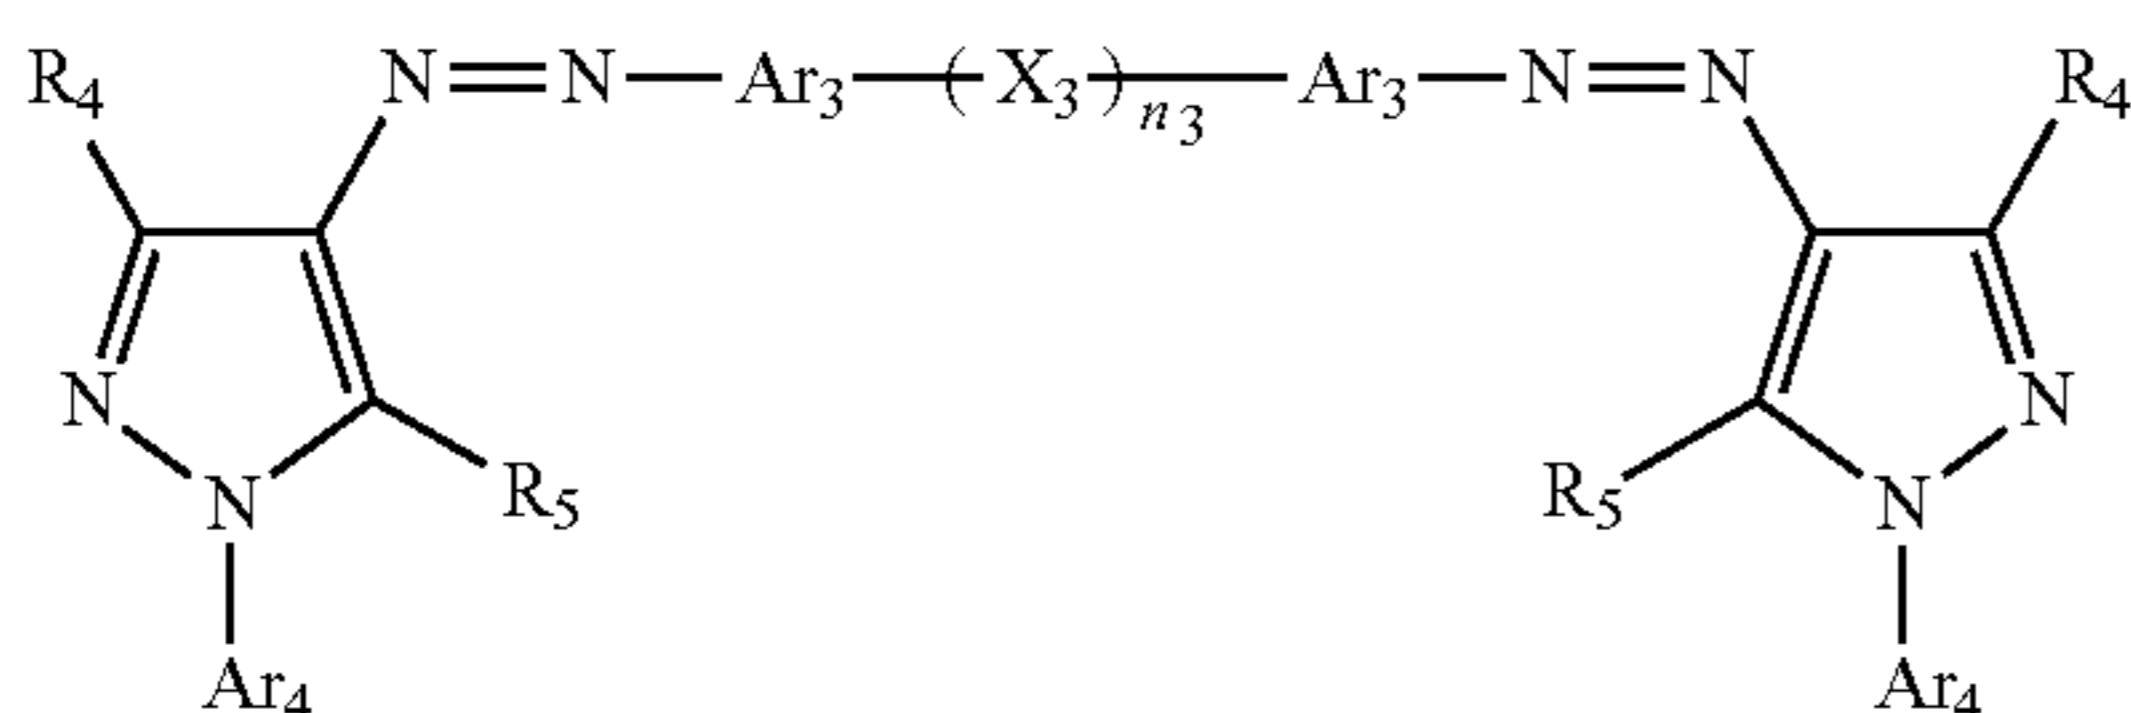 R₄ N=N—Ar₃—(X₃)ₙ₃—Ar₃—N=N R₄
N N
N R₅ R₅ N
Ar₄ Ar₄